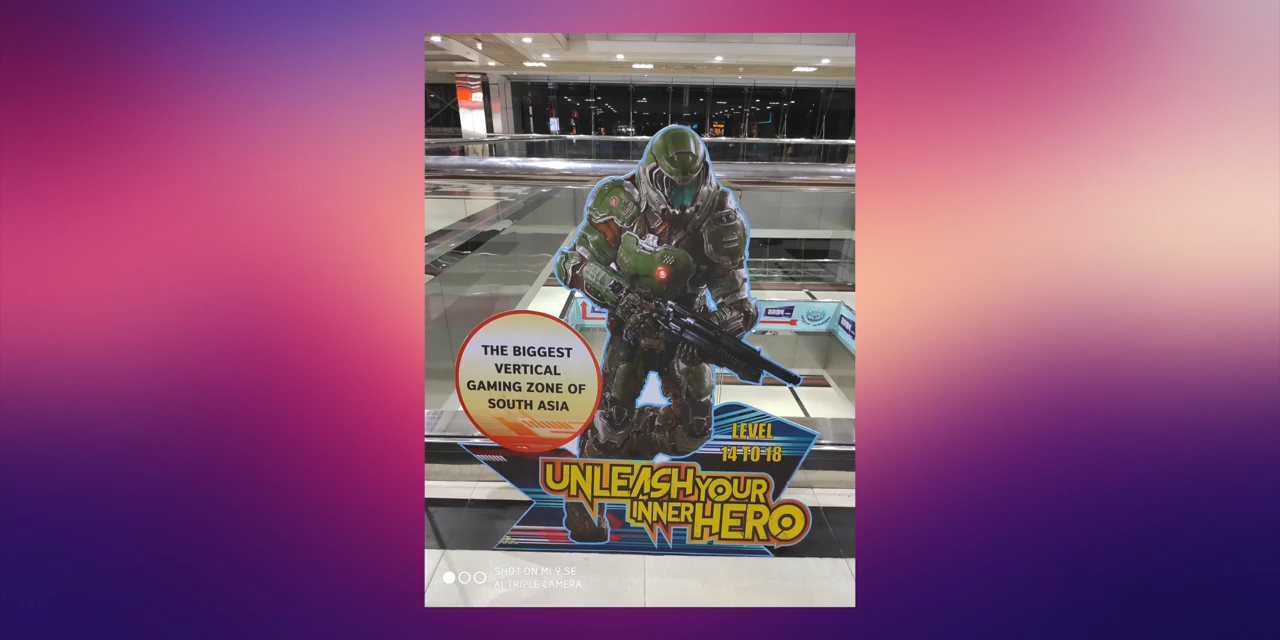 THE BIGGEST
VERTICAL
GAMING ZONE OF
SOUTH ASIA
LEVEL
14 TO 18
UNLEASH YOUR
INNER HERO
SHOT ON MI 9 SE
AI TRIPLE CAMERA